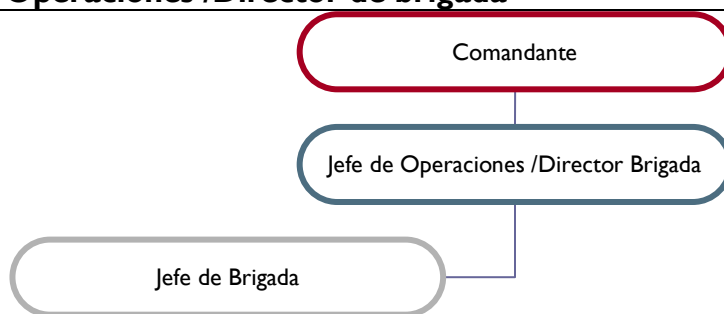 Operaciones /Director de brigada
Comandante
Jefe de Operaciones /Director Brigada
Jefe de Brigada